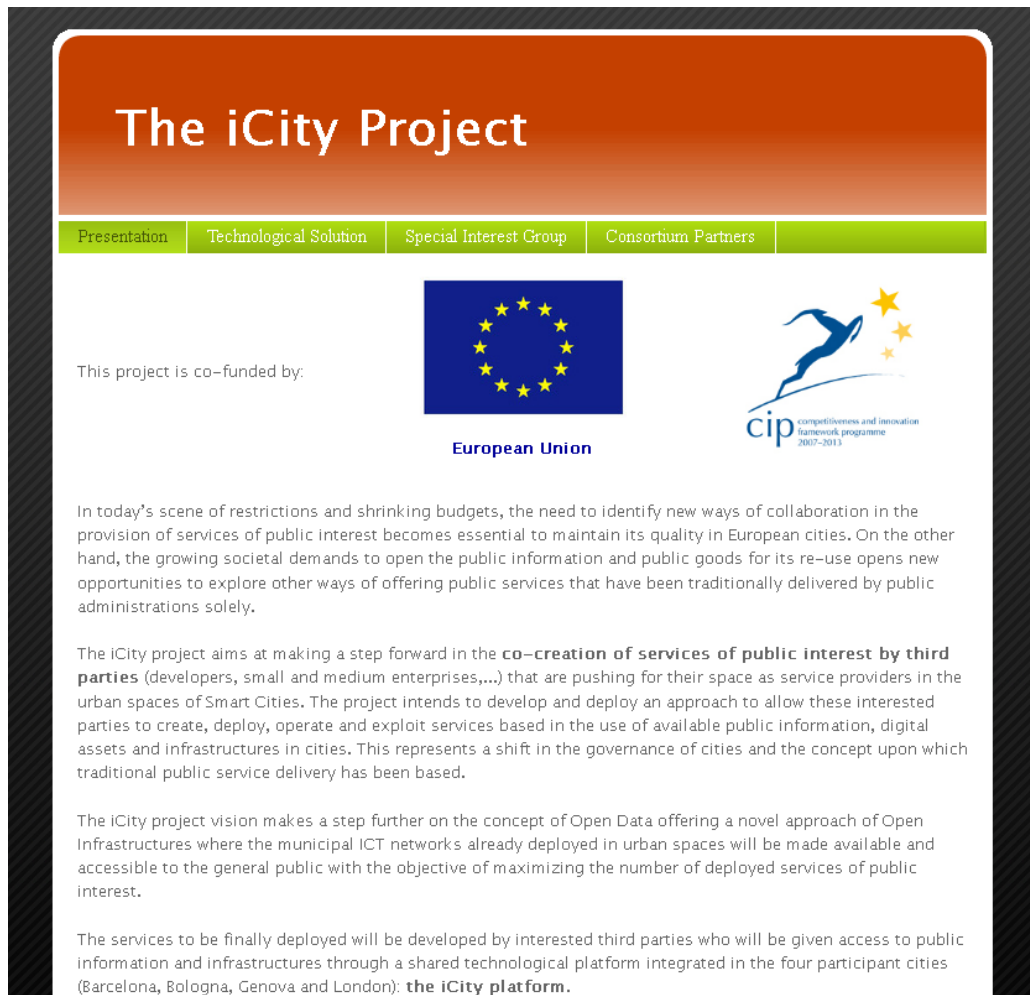 The iCity Project
Presentation Technological Solution Special Interest Group Consortium Partners
This project is co-funded by:
European Union
cip competitiveness and innovation
framework programme
2007-2013
In today's scene of restrictions and shrinking budgets, the need to identify new ways of collaboration in the
provision of services of public interest becomes essential to maintain its quality in European cities. On the other
hand, the growing societal demands to open the public information and public goods for its re-use opens new
opportunities to explore other ways of offering public services that have been traditionally delivered by public
administrations solely.
The iCity project aims at making a step forward in the co-creation of services of public interest by third
parties (developers, small and medium enterprises,...) that are pushing for their space as service providers in the
urban spaces of Smart Cities. The project intends to develop and deploy an approach to allow these interested
parties to create, deploy, operate and exploit services based in the use of available public information, digital
assets and infrastructures in cities. This represents a shift in the governance of cities and the concept upon which
traditional public service delivery has been based.
The iCity project vision makes a step further on the concept of Open Data offering a novel approach of Open
Infrastructures where the municipal ICT networks already deployed in urban spaces will be made available and
accessible to the general public with the objective of maximizing the number of deployed services of public
interest.
The services to be finally deployed will be developed by interested third parties who will be given access to public
information and infrastructures through a shared technological platform integrated in the four participant cities
(Barcelona, Bologna, Genova and London): the iCity platform.